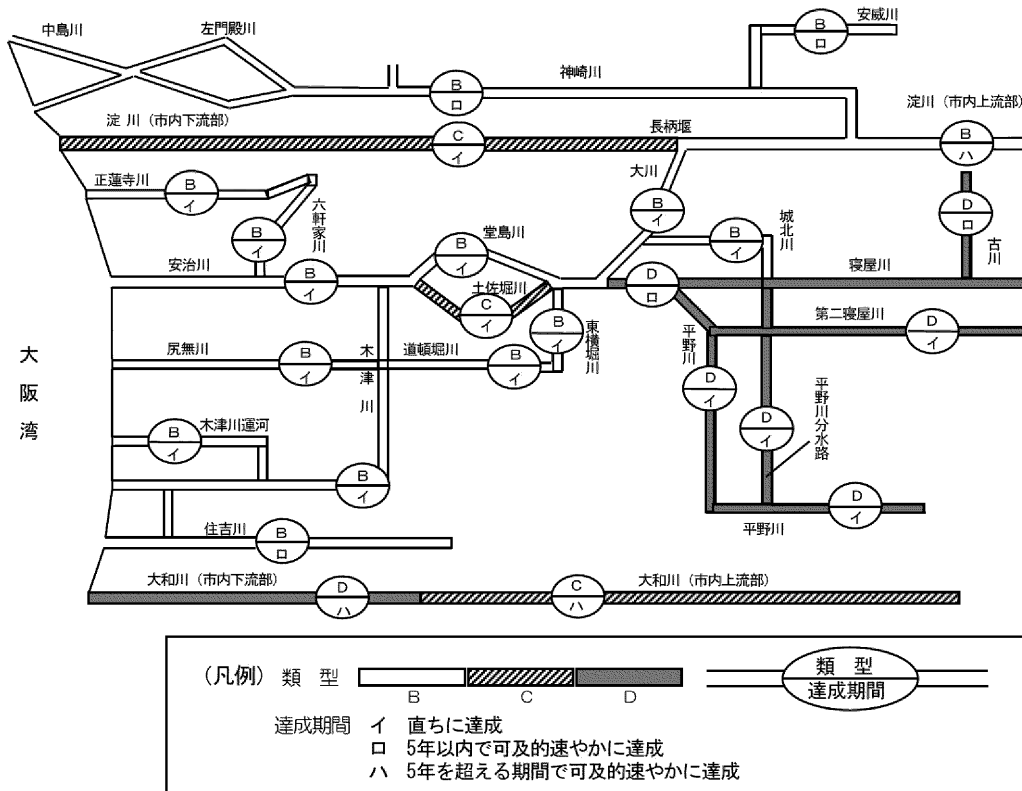 中島川
左門殿川
安威川
B
ロ
神崎川
B
ロ
淀 川（市内下流部）
C
イ
長柄堰
淀川（市内上流部）
B
ハ
大川
B
イ
正蓮寺川
B
イ
六軒家川
B
イ
城北川
B
イ
D
ロ
古川
堂島川
B
イ
安治川
B
イ
土佐堀川
C
イ
寝屋川
D
ロ
第二寝屋川
D
イ
東横堀川
B
イ
平野川
D
イ
大阪湾
尻無川
B
イ
木津川
道頓堀川
B
イ
D
イ
平野川分水路
木津川運河
B
イ
B
イ
D
イ
平野川
住吉川
B
ロ
大和川（市内下流部）
D
ハ
C
ハ
大和川（市内上流部）
(凡例) 類 型
B C D
類 型
達成期間
達成期間 イ 直ちに達成
ロ 5年以内で可及的速やかに達成
ハ 5年を超える期間で可及的速やかに達成